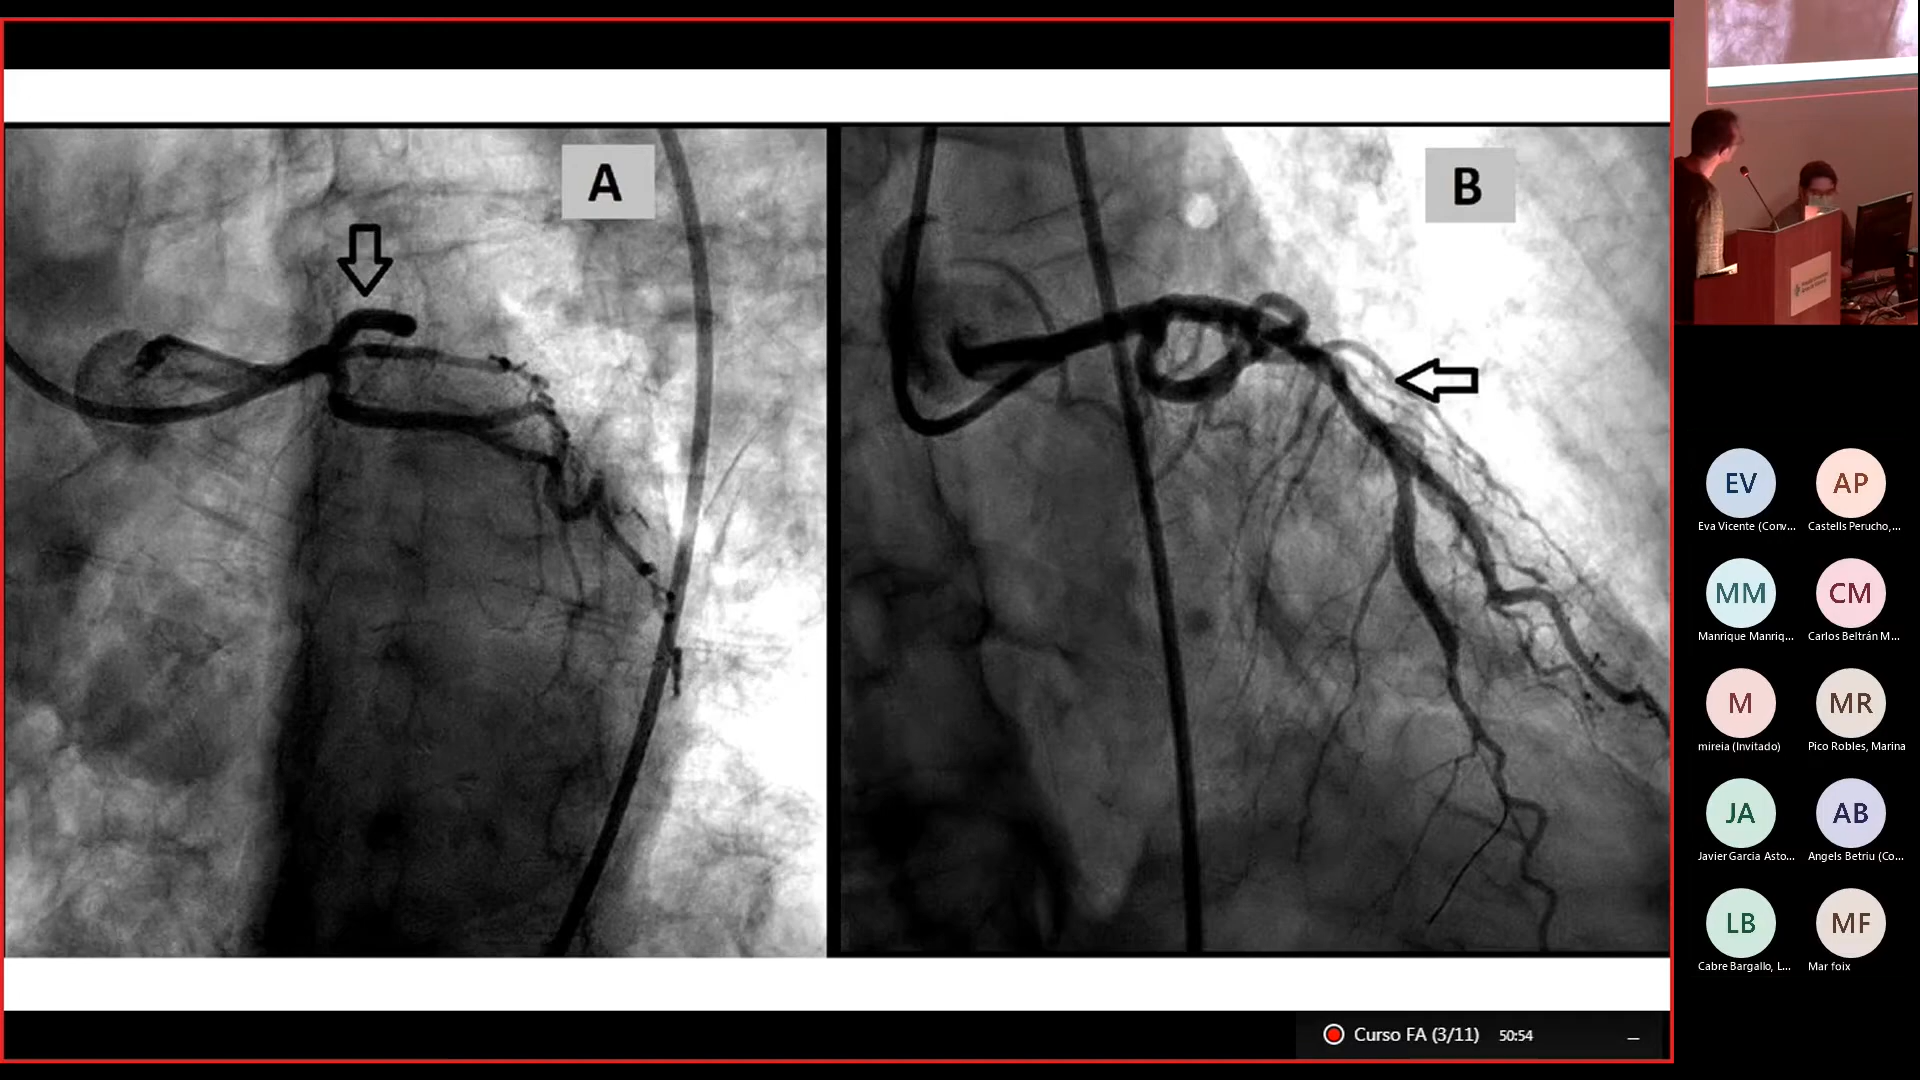 A
B
EV
AP
Eva Vicente (Conv...
Castells Perucho,...
MM
CM
Manrique Manriq...
Carlos Beltrán M...
M
MR
mireia (Invitado)
Pico Robles, Marina
JA
AB
Javier Garcia Asto...
Angels Betriu (Co...
LB
MF
Cabre Bargallo, L...
Mar foix
Curso FA (3/11) 50:54